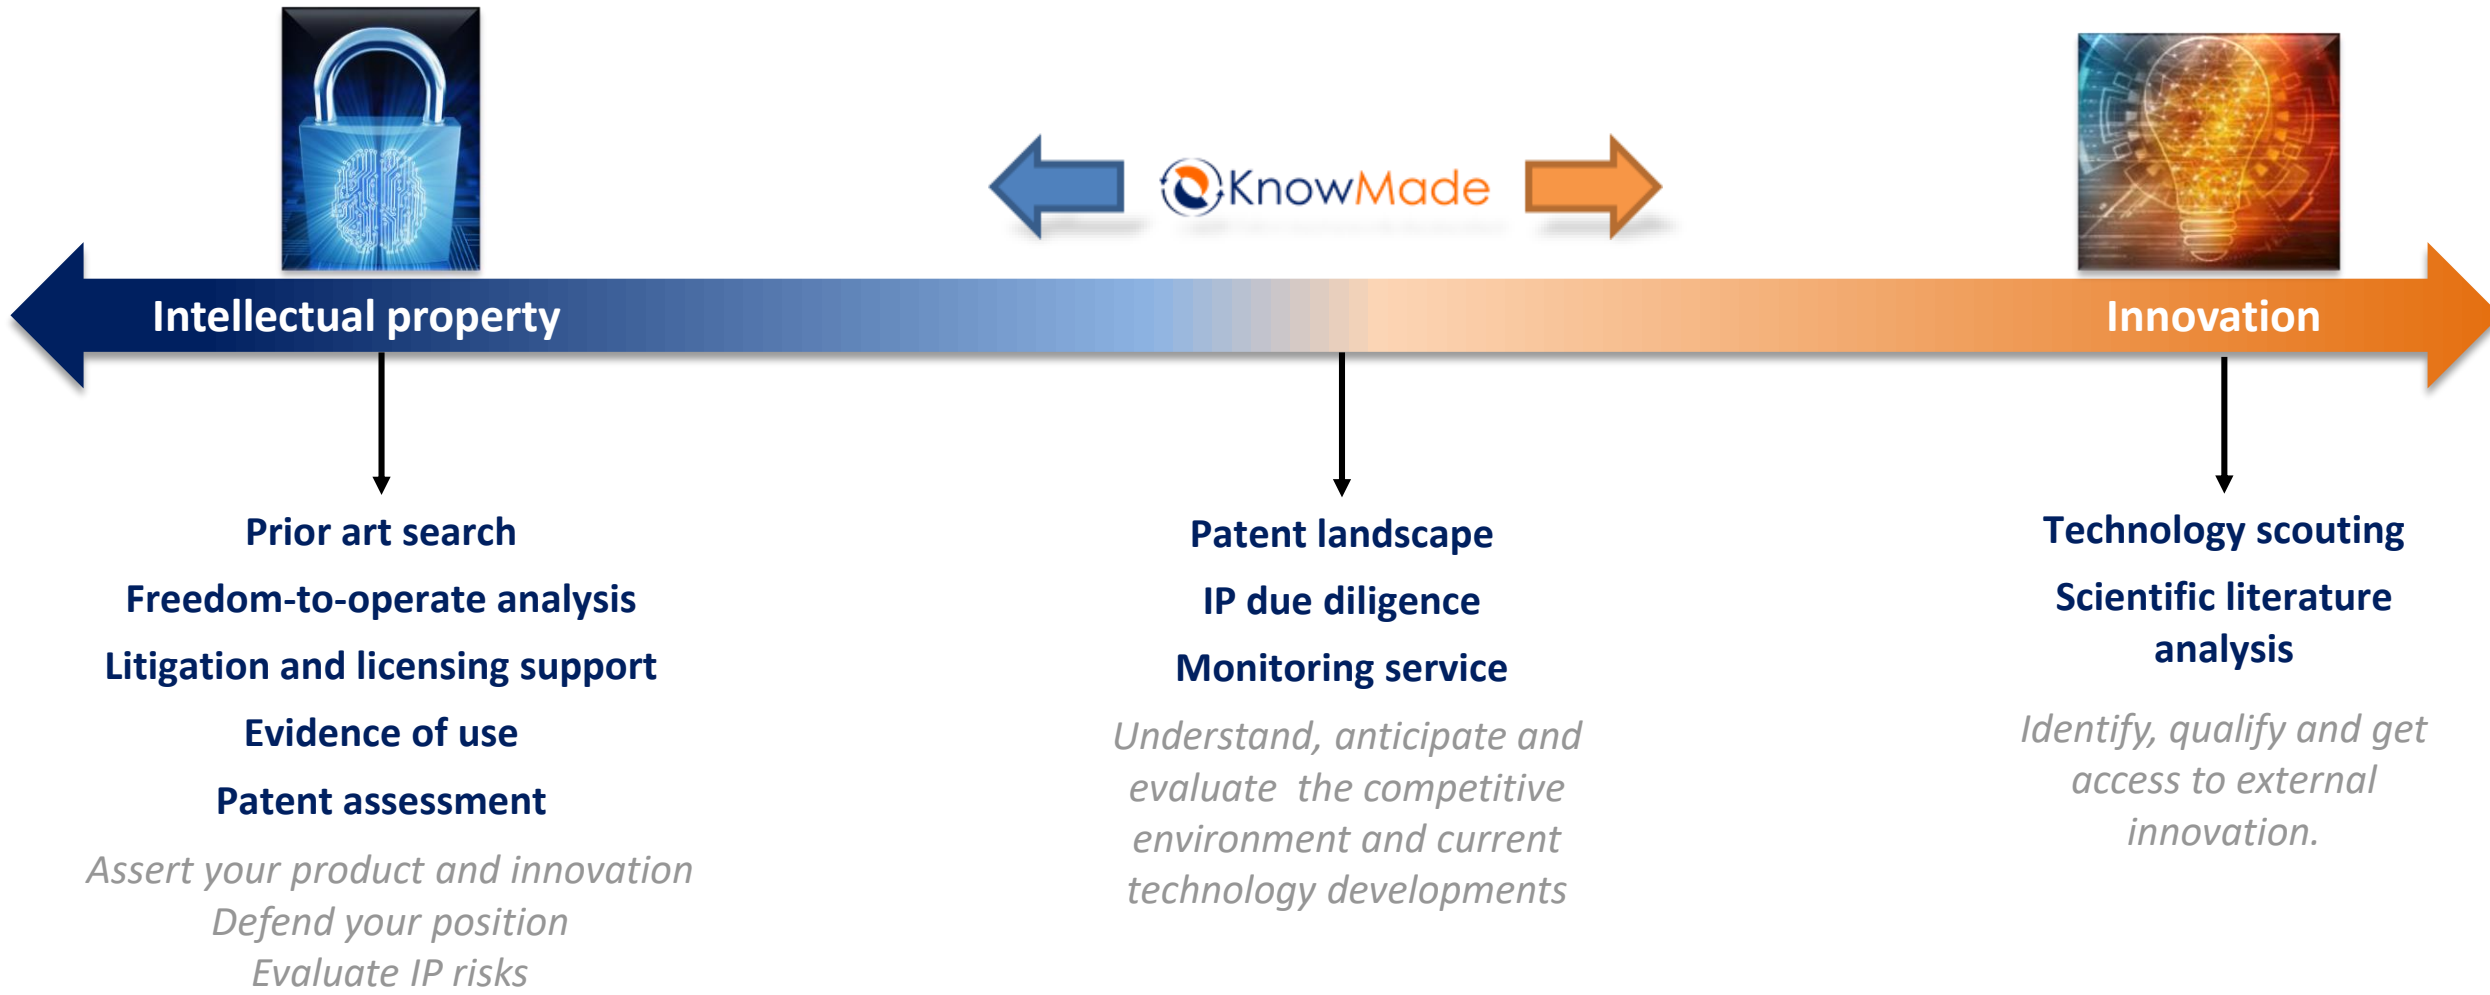 KnowMade
Intellectual property
Innovation
Prior art search
Freedom-to-operate analysis
Litigation and licensing support
Evidence of use
Patent assessment
Assert your product and innovation
Defend your position
Evaluate IP risks
Patent landscape
IP due diligence
Monitoring service
Understand, anticipate and
evaluate  the competitive
environment and current
technology developments
Technology scouting
Scientific literature
analysis
Identify, qualify and get
access to external
innovation.